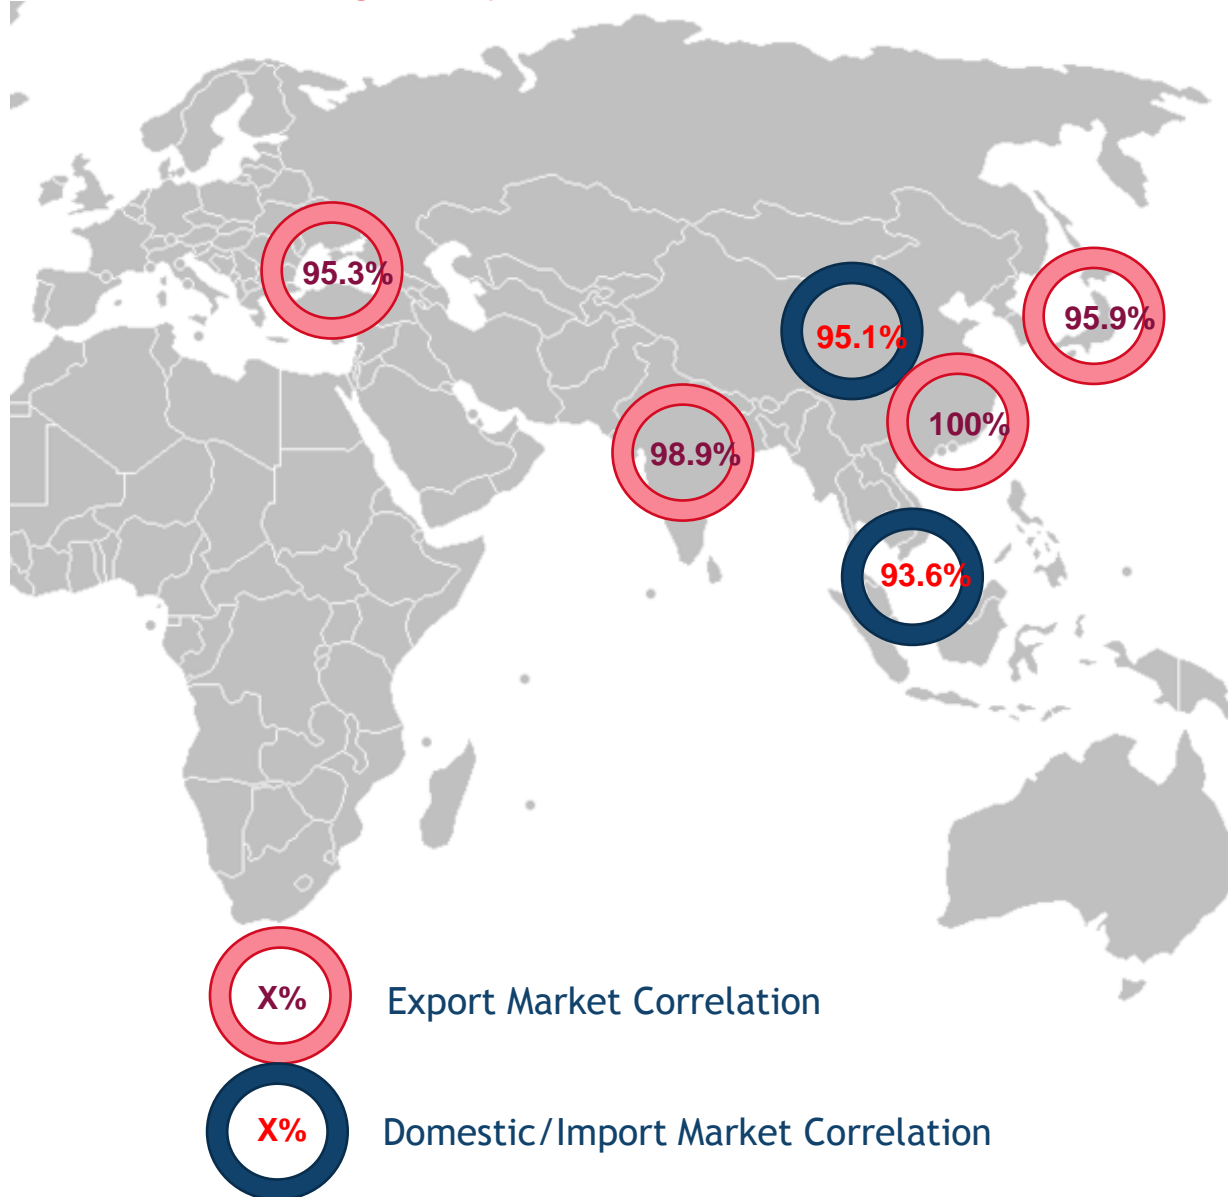 95.3%
95.1%
95.9%
100%
98.9%
93.6%
X%
Export Market Correlation
X%
Domestic/Import Market Correlation